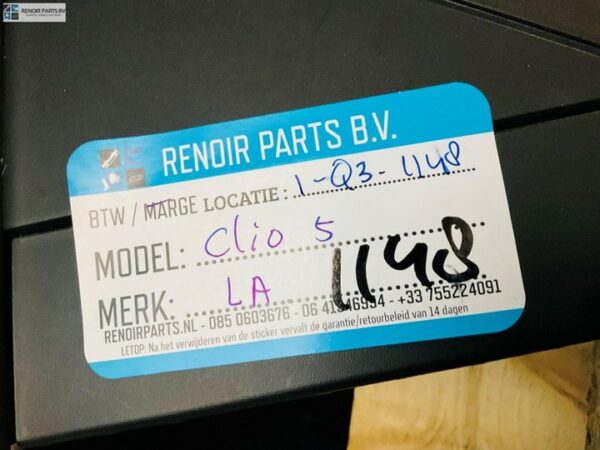 RENOIR PARTS BV
RENOIR PARTS B.V.
BTW / MARGE LOCATIE : 1-Q3-1148
MODEL: Clio 5
MERK: LA 1148
RENOIRPARTS.NL - 085 0603676 - 06 41846994 - +33 755224091
LETOP: Na het verwijderen van de sticker vervalt de garantie/retourbeleid van 14 dagen